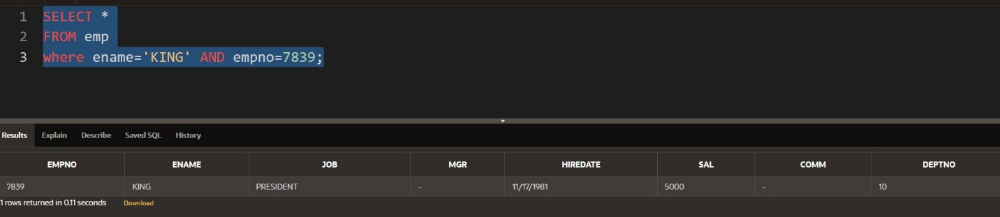 1 SELECT *
2 FROM emp
3 where ename='KING' AND empno=7839;
Results Explain Describe Saved SQL History
EMPNO ENAME JOB MGR HIREDATE SAL COMM DEPTNO
7839 KING PRESIDENT - 11/17/1981 5000 - 10
1 rows returned in 0.11 seconds Download